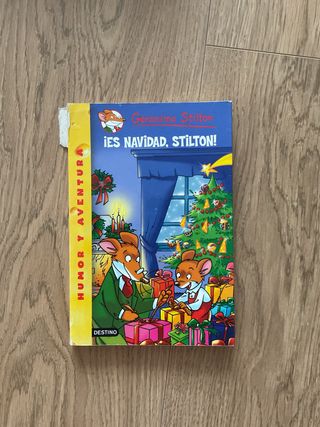 Geronimo Stilton
¡ES NAVIDAD, STILTON!
HUMOR Y AVENTURA
DESTINO